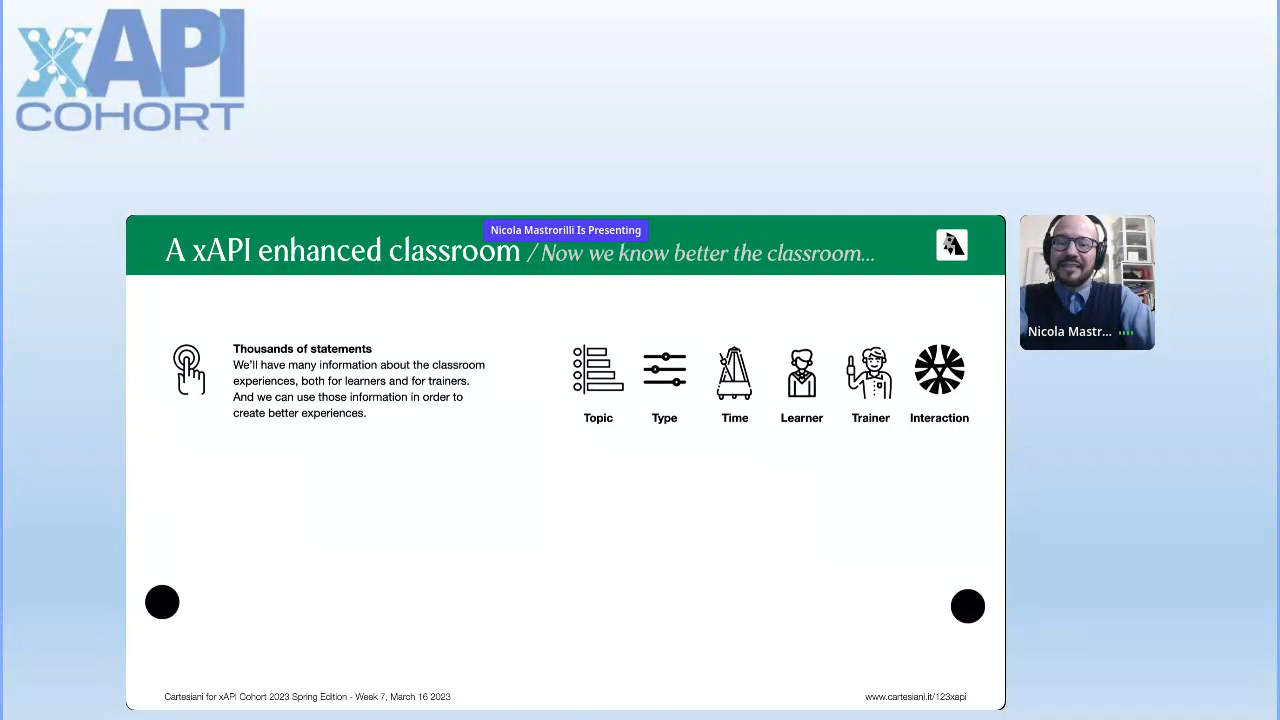 xAPI
COHORT
Nicola Mastrorilli Is Presenting
A xAPI enhanced classroom / Now we know better the classroom...
Nicola Mastr...
Thousands of statements
We'll have many information about the classroom
experiences, both for learners and for trainers.
And we can use those information in order to
create better experiences.
Topic Type Time Learner Trainer Interaction
Cartesiani for xAPI Cohort 2023 Spring Edition - Week 7, March 16 2023
www.cartesiani.it/123xapi